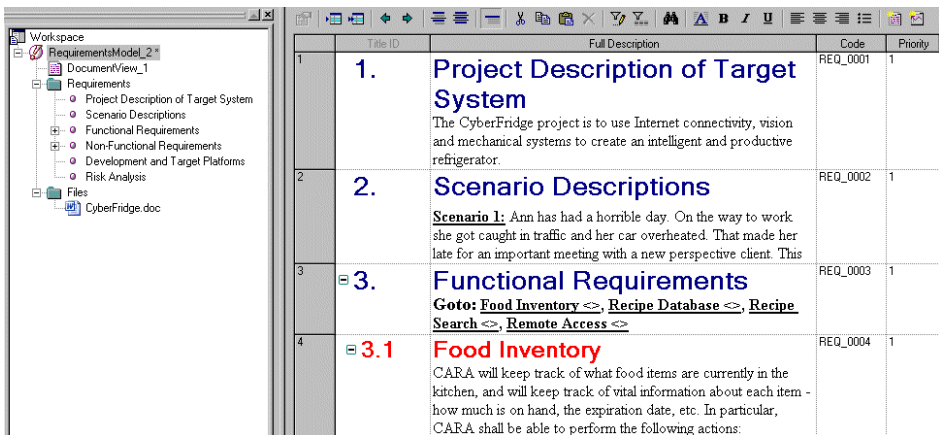 Workspace
RequirementsModel_2 *
DocumentView_1
Requirements
Project Description of Target System
Scenario Descriptions
Functional Requirements
Non-Functional Requirements
Development and Target Platforms
Risk Analysis
Files
CyberFridge.doc
A B I U
Title ID Full Description Code Priority
1 1. Project Description of Target REQ_0001 1
System
The CyberFridge project is to use Internet connectivity, vision
and mechanical systems to create an intelligent and productive
refrigerator.
2 2. Scenario Descriptions REQ_0002 1
Scenario 1: Ann has had a horrible day. On the way to work
she got caught in traffic and her car overheated. That made her
late for an important meeting with a new perspective client. This
3 3. Functional Requirements REQ_0003 1
Goto: Food Inventory <>, Recipe Database <>, Recipe
Search <>, Remote Access <>
4 3.1 Food Inventory REQ_0004 1
CARA will keep track of what food items are currently in the
kitchen, and will keep track of vital information about each item -
how much is on hand, the expiration date, etc. In particular,
CARA shall be able to perform the following actions: